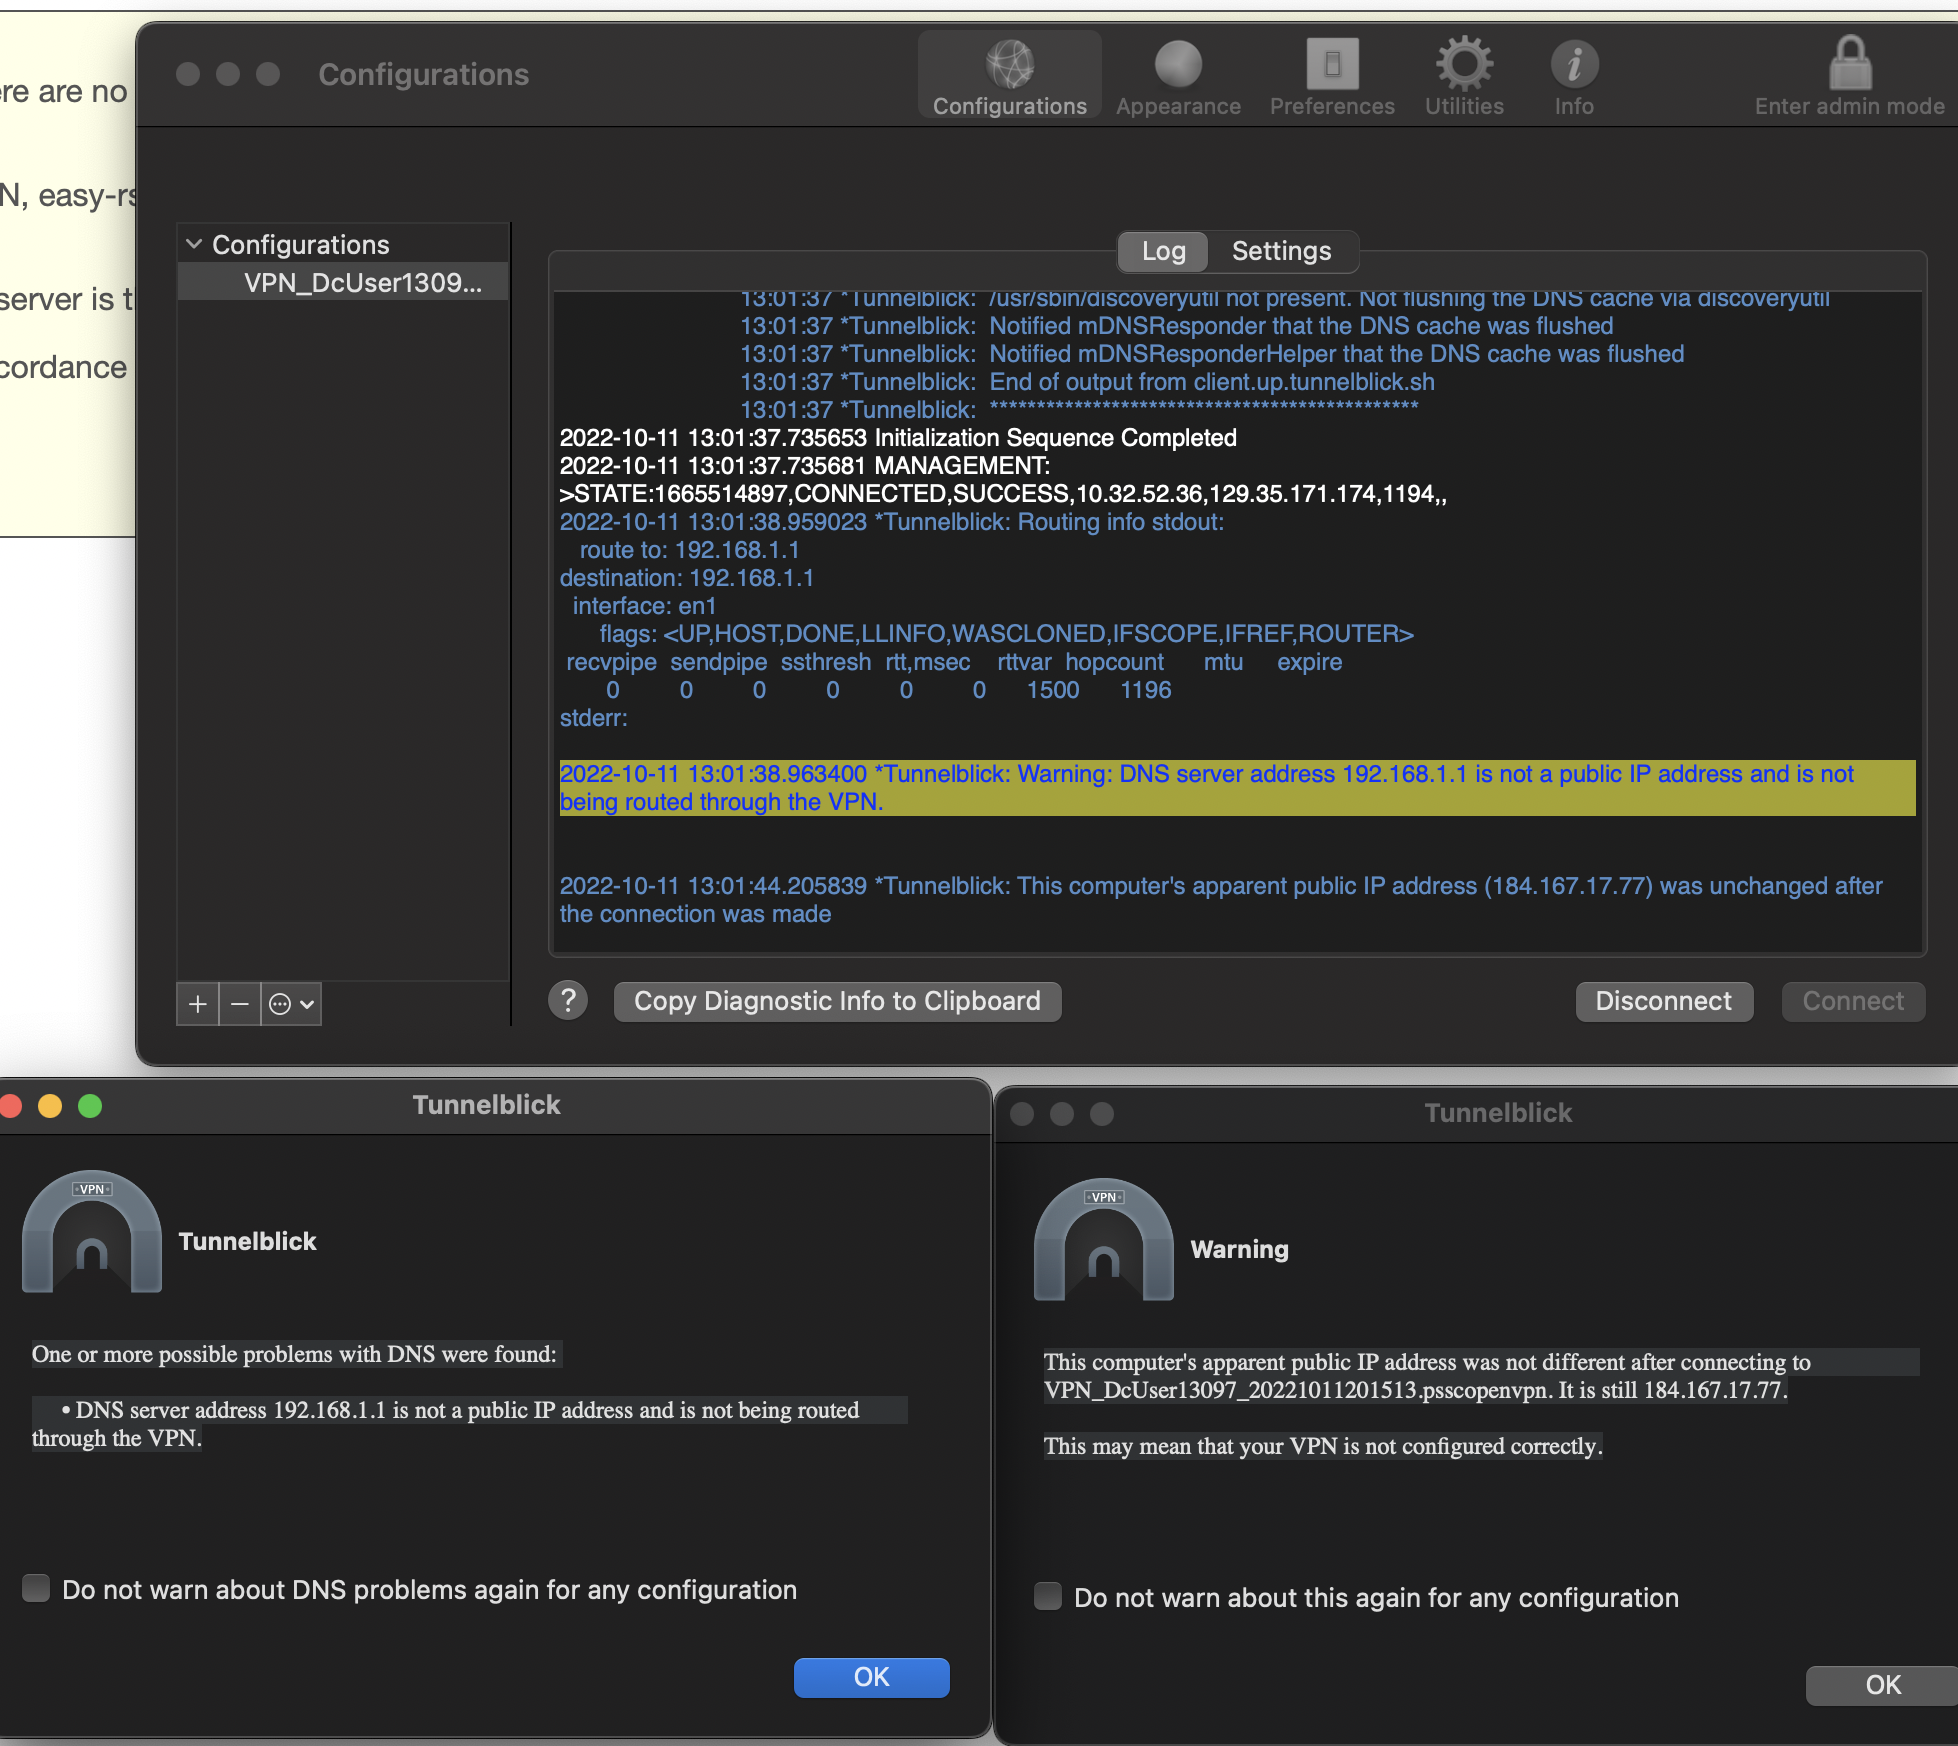 ere are no
N, easy-rs
server is t
cordance
Configurations
Configurations
Appearance
Preferences
Utilities
Info
Enter admin mode
Configurations
VPN_DcUser1309...
Log
Settings
13:01:37 *Tunnelblick: /usr/sbin/discoveryutil not present. Not flushing the DNS cache via discoveryutil
13:01:37 *Tunnelblick: Notified mDNSResponder that the DNS cache was flushed
13:01:37 *Tunnelblick: Notified mDNSResponderHelper that the DNS cache was flushed
13:01:37 *Tunnelblick: End of output from client.up.tunnelblick.sh
13:01:37 *Tunnelblick: **********************************************
2022-10-11 13:01:37.735653 Initialization Sequence Completed
2022-10-11 13:01:37.735681 MANAGEMENT:
>STATE:1665514897,CONNECTED,SUCCESS,10.32.52.36,129.35.171.174,1194,,
2022-10-11 13:01:38.959023 *Tunnelblick: Routing info stdout:
route to: 192.168.1.1
destination: 192.168.1.1
interface: en1
flags: <UP,HOST,DONE,LLINFO,WASCLONED,IFSCOPE,IFREF,ROUTER>
recvpipe sendpipe ssthresh rtt,msec rttvar hopcount mtu expire
0 0 0 0 0 0 1500 1196
stderr:
2022-10-11 13:01:38.963400 *Tunnelblick: Warning: DNS server address 192.168.1.1 is not a public IP address and is not
being routed through the VPN.
2022-10-11 13:01:44.205839 *Tunnelblick: This computer's apparent public IP address (184.167.17.77) was unchanged after
the connection was made
?
Copy Diagnostic Info to Clipboard
Disconnect
Connect
Tunnelblick
VPN
Tunnelblick
One or more possible problems with DNS were found:
• DNS server address 192.168.1.1 is not a public IP address and is not being routed
through the VPN.
Do not warn about DNS problems again for any configuration
OK
Tunnelblick
VPN
Warning
This computer's apparent public IP address was not different after connecting to
VPN_DcUser13097_20221011201513.psscopenvpn. It is still 184.167.17.77.
This may mean that your VPN is not configured correctly.
Do not warn about this again for any configuration
OK